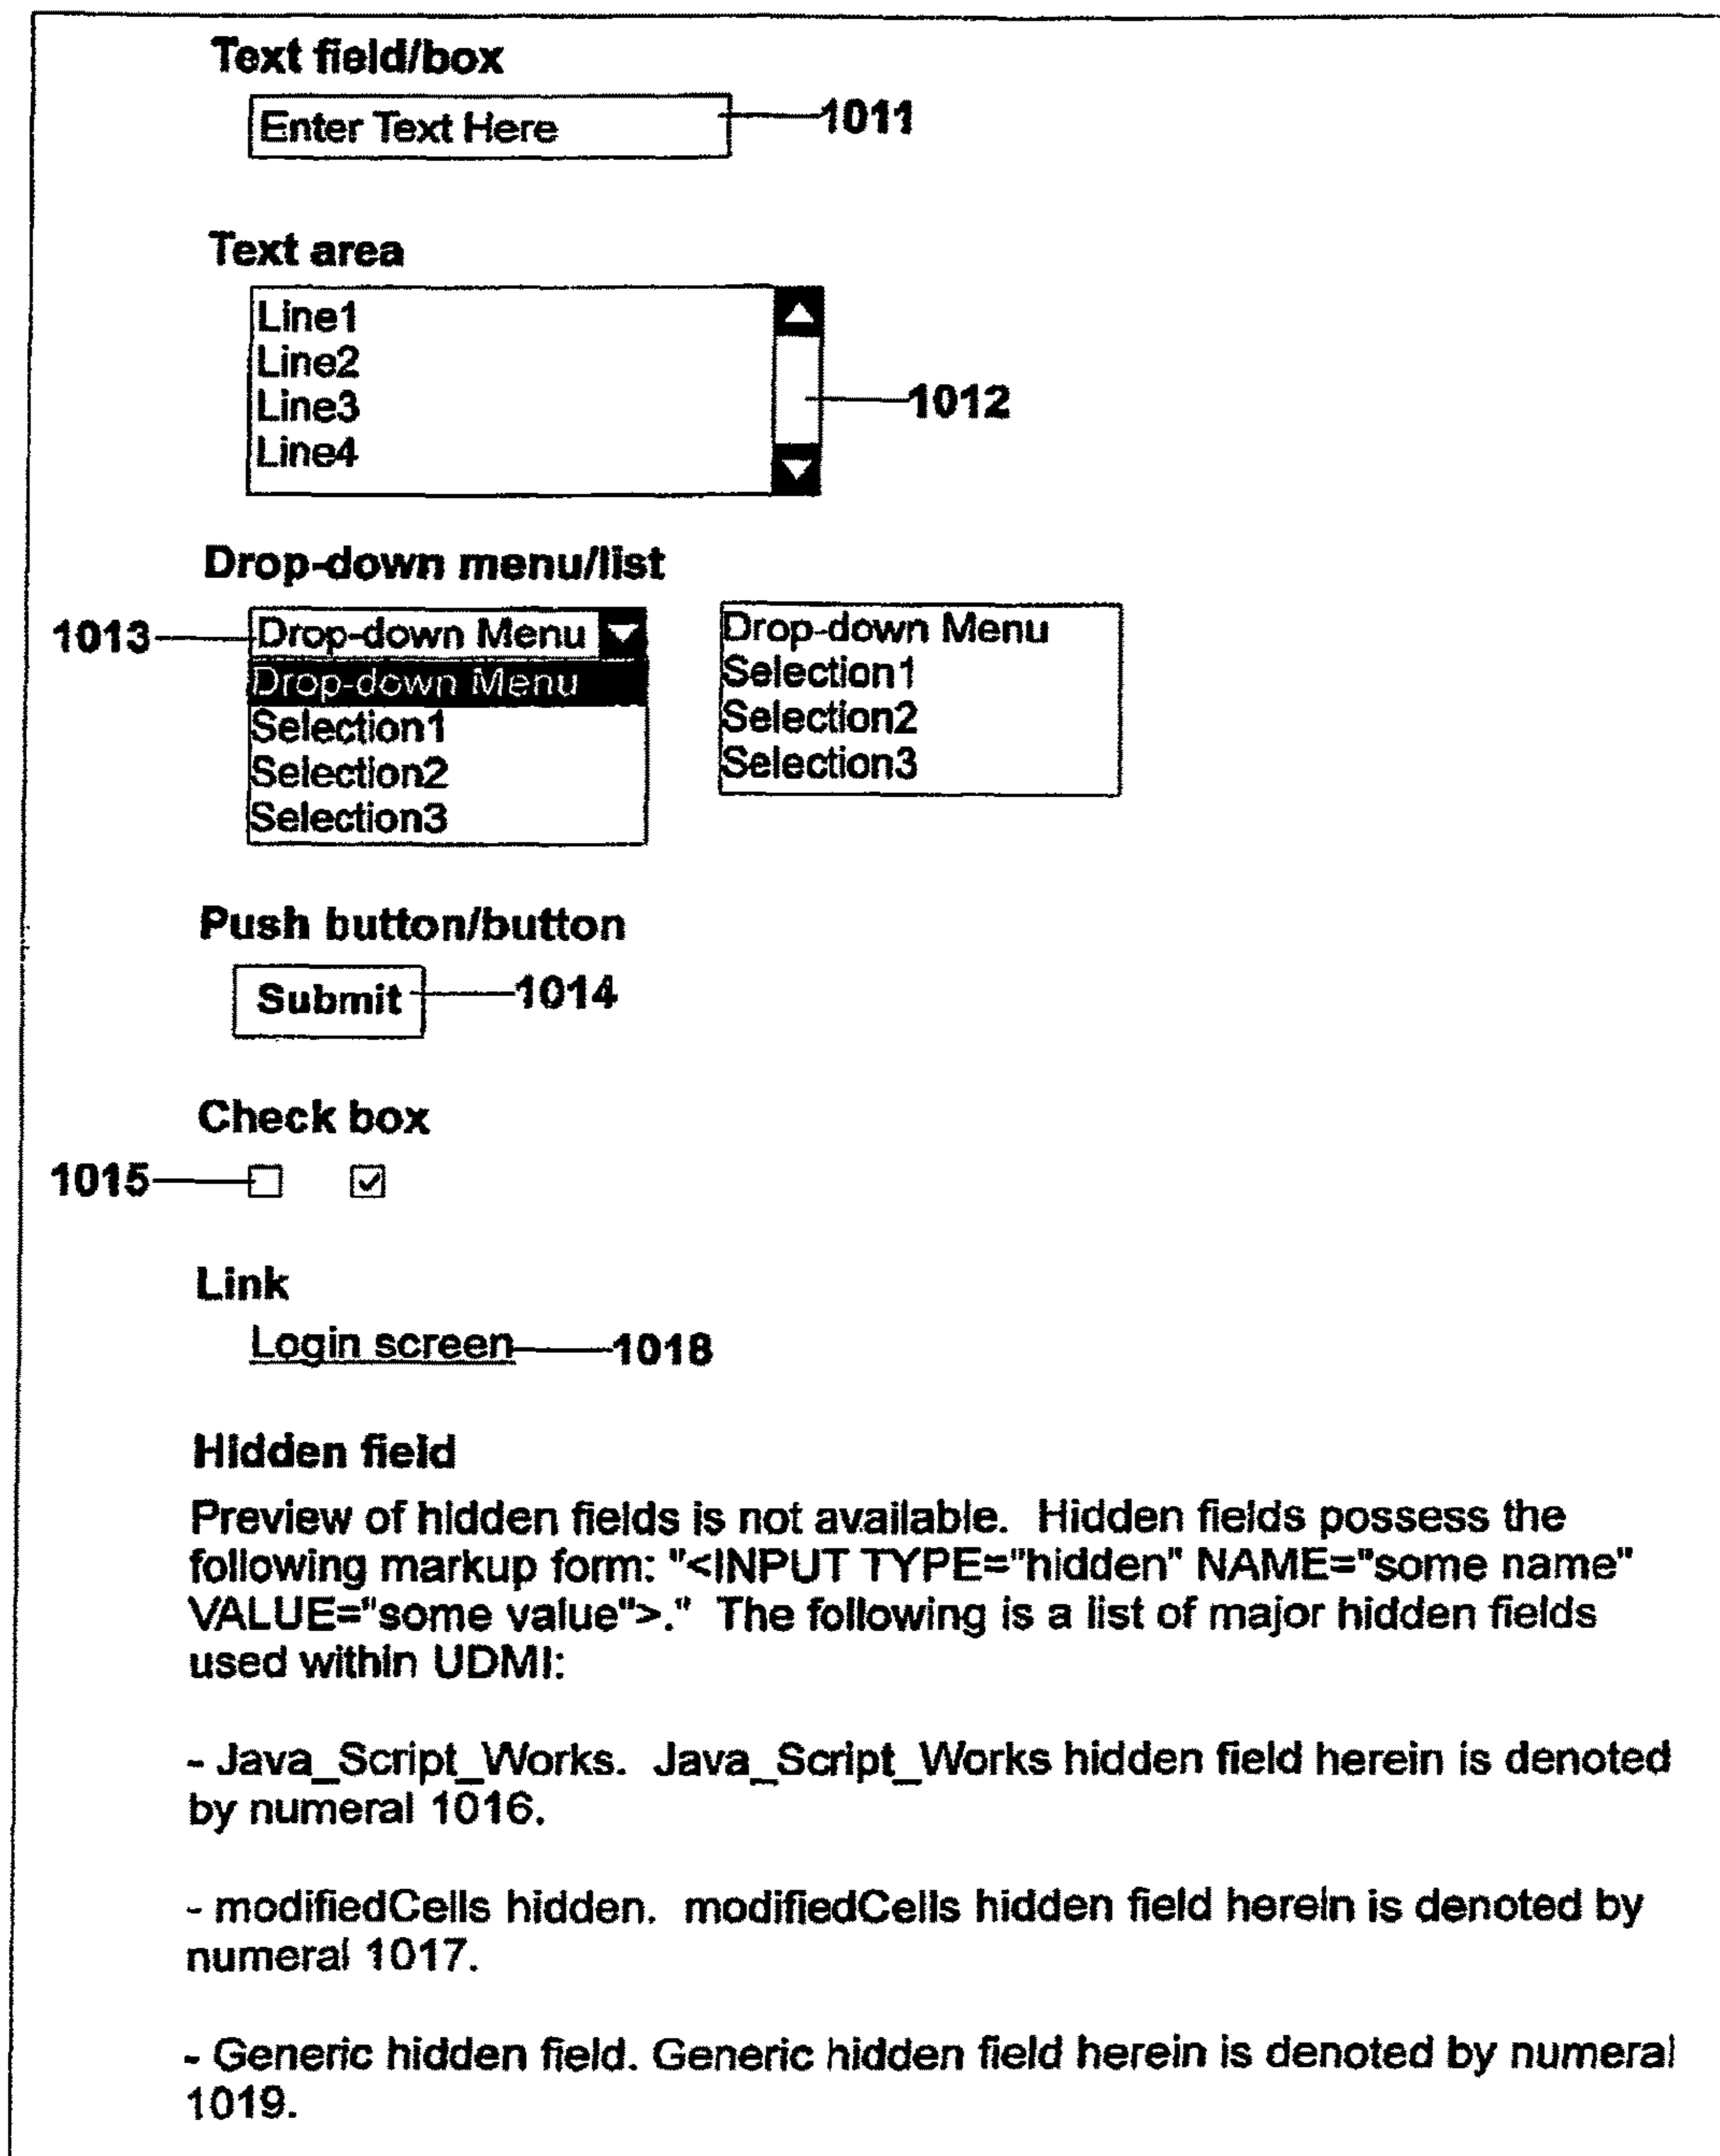 Text field/box
Enter Text Here
1011
Text area
Line1
Line2
Line3
Line4
1012
Drop-down menu/list
1013
Drop-down Menu
Drop-down Menu
Selection1
Selection2
Selection3
Drop-down Menu
Selection1
Selection2
Selection3
Push button/button
Submit
1014
Check box
1015
Link
Login screen
1018
Hidden field
Preview of hidden fields is not available.  Hidden fields possess the
following markup form: "<INPUT TYPE="hidden" NAME="some name"
VALUE="some value">."  The following is a list of major hidden fields
used within UDMI:
- Java_Script_Works.  Java_Script_Works hidden field herein is denoted
by numeral 1016.
- modifiedCells hidden.  modifiedCells hidden field herein is denoted by
numeral 1017.
- Generic hidden field. Generic hidden field herein is denoted by numeral
1019.